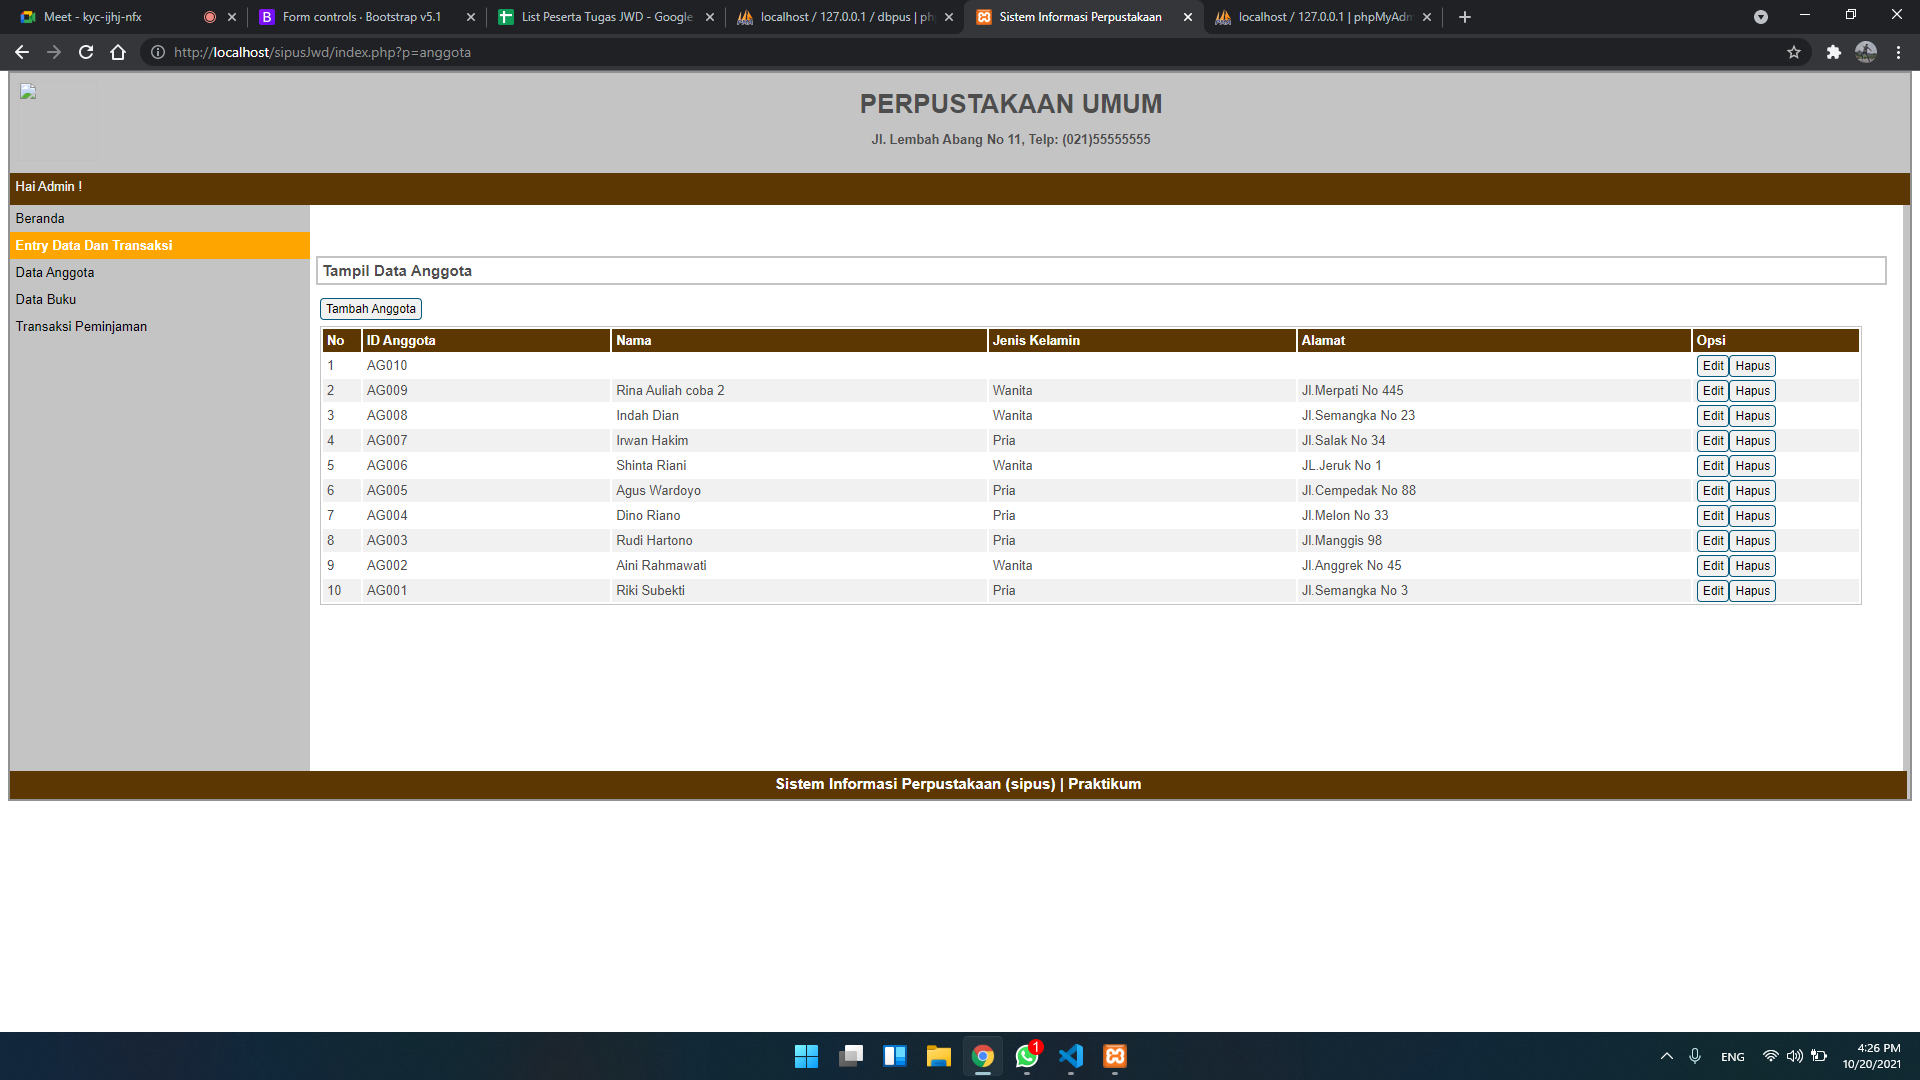 Meet - kyc-ijhj-nfx
Form controls · Bootstrap v5.1
List Peserta Tugas JWD - Google
localhost / 127.0.0.1 / dbpus | ph
Sistem Informasi Perpustakaan
localhost / 127.0.0.1 | phpMyAdm
http://localhost/sipusJwd/index.php?p=anggota
PERPUSTAKAAN UMUM
Jl. Lembah Abang No 11, Telp: (021)55555555
Hai Admin !
Beranda
Entry Data Dan Transaksi
Data Anggota
Data Buku
Transaksi Peminjaman
Tampil Data Anggota
Tambah Anggota
No ID Anggota Nama Jenis Kelamin Alamat Opsi
1 AG010 Edit Hapus
2 AG009 Rina Auliah coba 2 Wanita Jl.Merpati No 445 Edit Hapus
3 AG008 Indah Dian Wanita Jl.Semangka No 23 Edit Hapus
4 AG007 Irwan Hakim Pria Jl.Salak No 34 Edit Hapus
5 AG006 Shinta Riani Wanita JL.Jeruk No 1 Edit Hapus
6 AG005 Agus Wardoyo Pria Jl.Cempedak No 88 Edit Hapus
7 AG004 Dino Riano Pria Jl.Melon No 33 Edit Hapus
8 AG003 Rudi Hartono Pria Jl.Manggis 98 Edit Hapus
9 AG002 Aini Rahmawati Wanita Jl.Anggrek No 45 Edit Hapus
10 AG001 Riki Subekti Pria Jl.Semangka No 3 Edit Hapus
Sistem Informasi Perpustakaan (sipus) | Praktikum
1
ENG
4:26 PM
10/20/2021